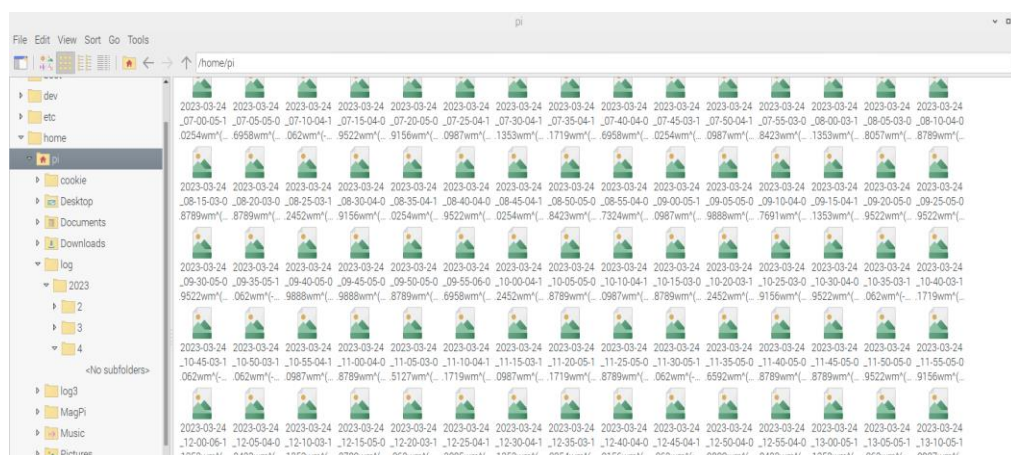 pi
File Edit View Sort Go Tools
/home/pi
dev
etc
home
pi
cookie
Desktop
Documents
Downloads
log
2023
2
3
4
<No subfolders>
log3
MagPi
Music
Pictures
2023-03-24 2023-03-24 2023-03-24 2023-03-24 2023-03-24 2023-03-24 2023-03-24 2023-03-24 2023-03-24 2023-03-24 2023-03-24 2023-03-24 2023-03-24 2023-03-24 2023-03-24
_07-00-05-1 _07-05-05-0 _07-10-04-1 _07-15-04-0 _07-20-05-0 _07-25-04-1 _07-30-04-1 _07-35-04-1 _07-40-04-0 _07-45-03-1 _07-50-04-1 _07-55-03-0 _08-00-03-1 _08-05-03-0 _08-10-04-0
.0254wm^(... .6958wm^(... .062wm^(-... .9522wm^(... .9156wm^(... .0987wm^(... .1353wm^(... .1719wm^(... .6958wm^(... .0254wm^(... .0987wm^(... .8423wm^(... .1353wm^(... .8057wm^(... .8789wm^(...
2023-03-24 2023-03-24 2023-03-24 2023-03-24 2023-03-24 2023-03-24 2023-03-24 2023-03-24 2023-03-24 2023-03-24 2023-03-24 2023-03-24 2023-03-24 2023-03-24 2023-03-24
_08-15-03-0 _08-20-03-0 _08-25-03-1 _08-30-04-0 _08-35-04-1 _08-40-04-0 _08-45-04-1 _08-50-05-0 _08-55-04-0 _09-00-05-1 _09-05-05-0 _09-10-04-0 _09-15-04-1 _09-20-05-0 _09-25-05-0
.8789wm^(... .8789wm^(... .2452wm^(... .9156wm^(... .0254wm^(... .9522wm^(... .0254wm^(... .8423wm^(... .7324wm^(... .0987wm^(... .9888wm^(... .7691wm^(... .1353wm^(... .9522wm^(... .9522wm^(...
2023-03-24 2023-03-24 2023-03-24 2023-03-24 2023-03-24 2023-03-24 2023-03-24 2023-03-24 2023-03-24 2023-03-24 2023-03-24 2023-03-24 2023-03-24 2023-03-24 2023-03-24
_09-30-05-0 _09-35-05-1 _09-40-05-0 _09-45-05-0 _09-50-05-0 _09-55-06-0 _10-00-04-1 _10-05-05-0 _10-10-04-1 _10-15-03-0 _10-20-03-1 _10-25-03-0 _10-30-04-0 _10-35-03-1 _10-40-03-1
.9522wm^(... .062wm^(-... .9888wm^(... .9888wm^(... .8789wm^(... .6958wm^(... .2452wm^(... .8789wm^(... .0987wm^(... .8789wm^(... .2452wm^(... .9156wm^(... .9522wm^(... .062wm^(-... .1719wm^(...
2023-03-24 2023-03-24 2023-03-24 2023-03-24 2023-03-24 2023-03-24 2023-03-24 2023-03-24 2023-03-24 2023-03-24 2023-03-24 2023-03-24 2023-03-24 2023-03-24 2023-03-24
_10-45-03-1 _10-50-03-1 _10-55-04-1 _11-00-04-0 _11-05-03-0 _11-10-04-1 _11-15-03-1 _11-20-05-1 _11-25-05-0 _11-30-05-1 _11-35-05-0 _11-40-05-0 _11-45-05-0 _11-50-05-0 _11-55-05-0
.062wm^(-... .062wm^(... .0987wm^(... .8789wm^(... .5127wm^(... .1719wm^(... .0987wm^(... .1719wm^(... .8789wm^(... .062wm^(-... .6592wm^(... .8789wm^(... .8789wm^(... .9522wm^(... .9156wm^(...
2023-03-24 2023-03-24 2023-03-24 2023-03-24 2023-03-24 2023-03-24 2023-03-24 2023-03-24 2023-03-24 2023-03-24 2023-03-24 2023-03-24 2023-03-24 2023-03-24 2023-03-24
_12-00-06-1 _12-05-04-0 _12-10-03-1 _12-15-05-0 _12-20-03-1 _12-25-04-1 _12-30-04-1 _12-35-03-1 _12-40-04-0 _12-45-04-1 _12-50-04-0 _12-55-04-0 _13-00-05-1 _13-05-05-1 _13-10-05-1